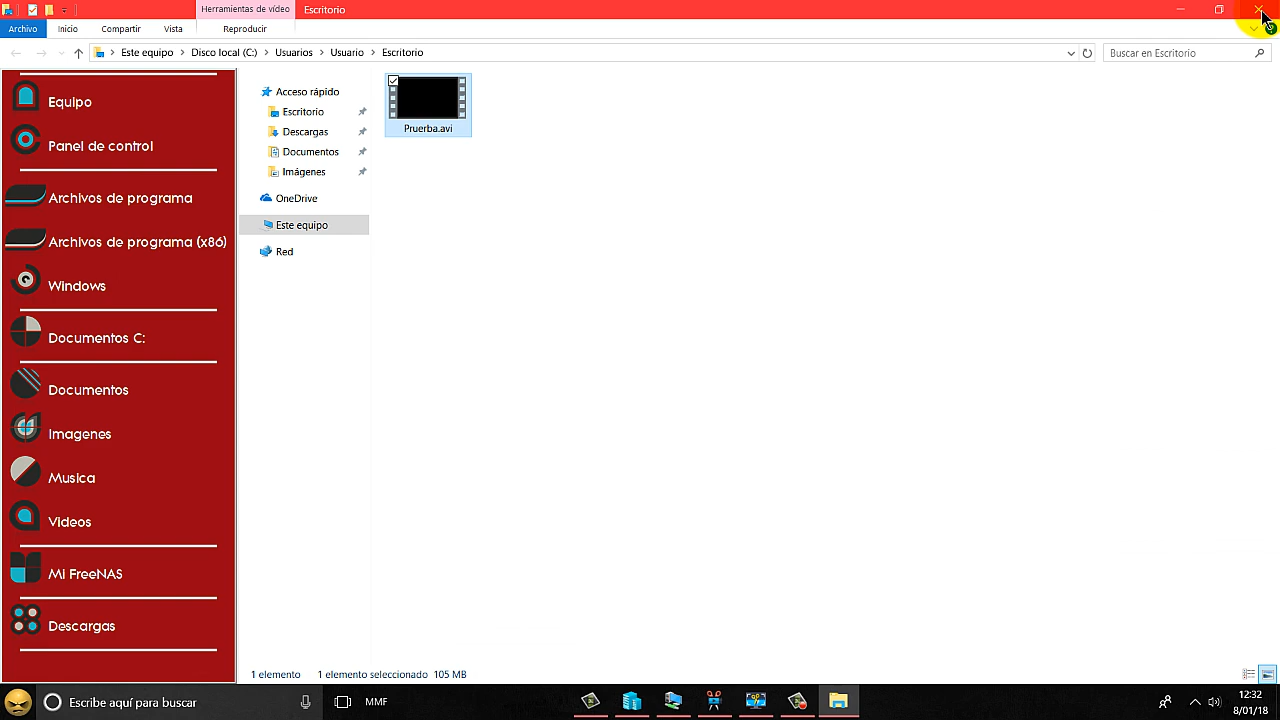 Herramientas de vídeo
Escritorio
Archivo
Inicio
Compartir
Vista
Reproducir
Este equipo
Disco local (C:)
Usuarios
Usuario
Escritorio
Buscar en Escritorio
Equipo
Panel de control
Archivos de programa
Archivos de programa (x86)
Windows
Documentos C:
Documentos
Imagenes
Musica
Videos
Mi FreeNAS
Descargas
Acceso rápido
Escritorio
Descargas
Documentos
Imágenes
OneDrive
Este equipo
Red
Pruerba.avi
1 elemento
1 elemento seleccionado 105 MB
Escribe aquí para buscar
MMF
12:32
8/01/18